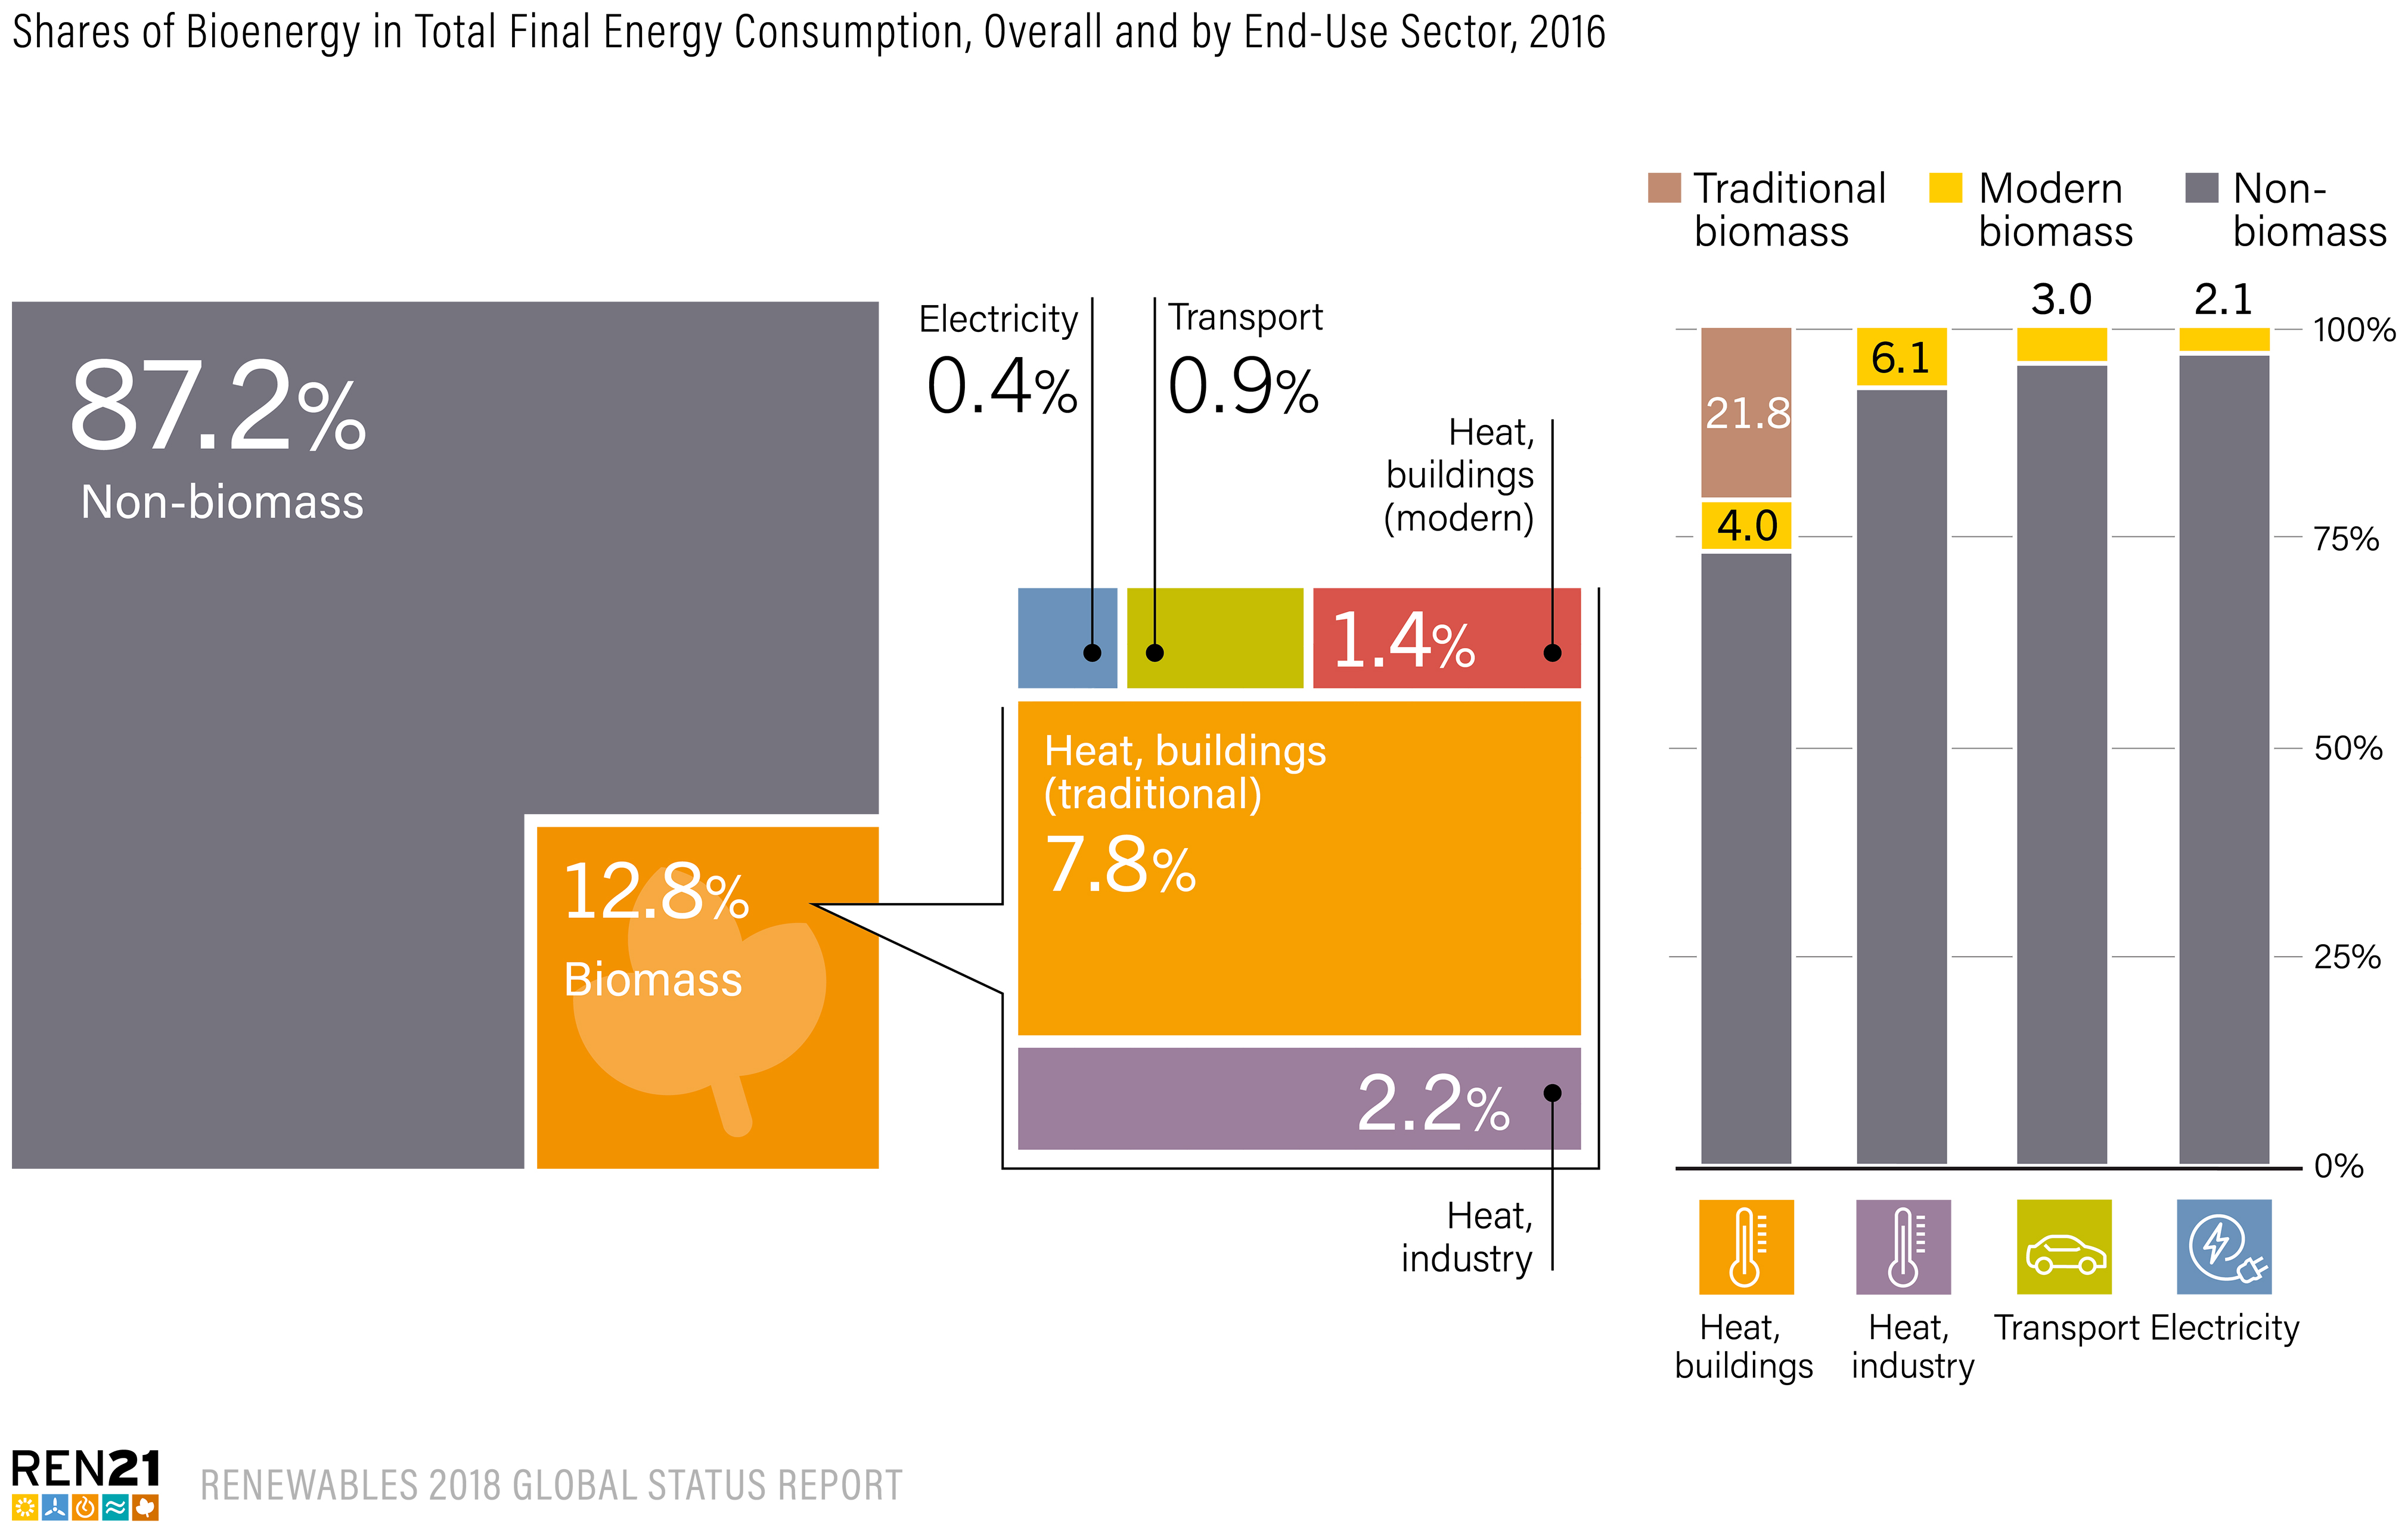 Shares of Bioenergy in Total Final Energy Consumption, Overall and by End-Use Sector, 2016
87.2%
Non-biomass
12.8%
Biomass
Electricity
0.4%
Transport
0.9%
Heat,
buildings
(modern)
1.4%
Heat, buildings
(traditional)
7.8%
2.2%
Heat,
industry
Traditional
biomass
Modern
biomass
Non-
biomass
3.0
2.1
100%
6.1
21.8
4.0
75%
50%
25%
0%
Heat,
buildings
Heat,
industry
Transport
Electricity
REN21
RENEWABLES 2018 GLOBAL STATUS REPORT